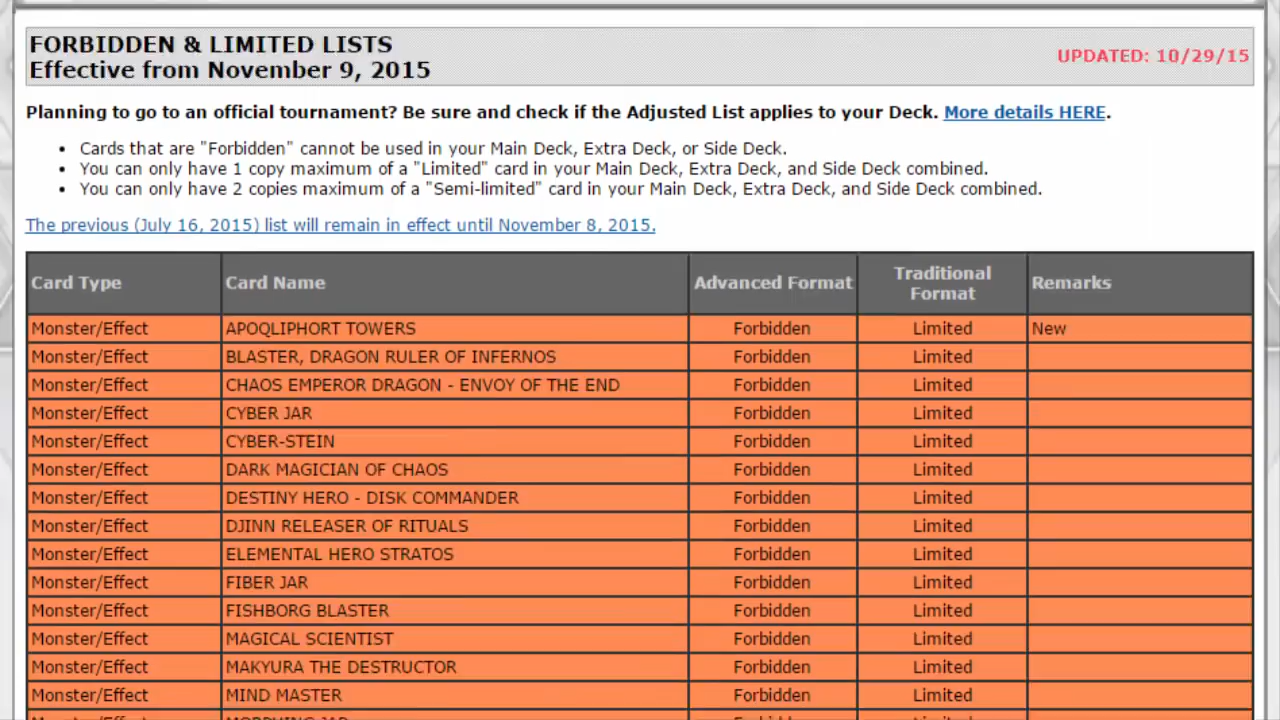 FORBIDDEN & LIMITED LISTS
Effective from November 9, 2015
UPDATED: 10/29/15
Planning to go to an official tournament? Be sure and check if the Adjusted List applies to your Deck. More details HERE.
• Cards that are "Forbidden" cannot be used in your Main Deck, Extra Deck, or Side Deck.
• You can only have 1 copy maximum of a "Limited" card in your Main Deck, Extra Deck, and Side Deck combined.
• You can only have 2 copies maximum of a "Semi-limited" card in your Main Deck, Extra Deck, and Side Deck combined.
The previous (July 16, 2015) list will remain in effect until November 8, 2015.
Card Type Card Name Advanced Format Traditional Format Remarks
Monster/Effect APOQLIPHORT TOWERS Forbidden Limited New
Monster/Effect BLASTER, DRAGON RULER OF INFERNOS Forbidden Limited
Monster/Effect CHAOS EMPEROR DRAGON - ENVOY OF THE END Forbidden Limited
Monster/Effect CYBER JAR Forbidden Limited
Monster/Effect CYBER-STEIN Forbidden Limited
Monster/Effect DARK MAGICIAN OF CHAOS Forbidden Limited
Monster/Effect DESTINY HERO - DISK COMMANDER Forbidden Limited
Monster/Effect DJINN RELEASER OF RITUALS Forbidden Limited
Monster/Effect ELEMENTAL HERO STRATOS Forbidden Limited
Monster/Effect FIBER JAR Forbidden Limited
Monster/Effect FISHBORG BLASTER Forbidden Limited
Monster/Effect MAGICAL SCIENTIST Forbidden Limited
Monster/Effect MAKYURA THE DESTRUCTOR Forbidden Limited
Monster/Effect MIND MASTER Forbidden Limited